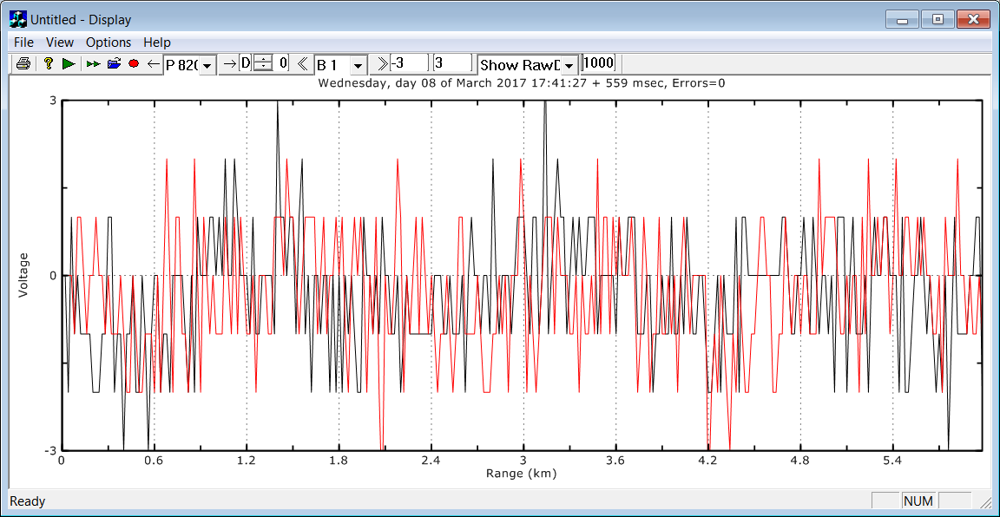 Untitled - Display
File View Options Help
P 820 D 0 B 1 -3 3 Show RawD 1000
Wednesday, day 08 of March 2017 17:41:27 + 559 msec, Errors=0
3
0
-3
Voltage
0 0.6 1.2 1.8 2.4 3 3.6 4.2 4.8 5.4
Range (km)
Ready NUM